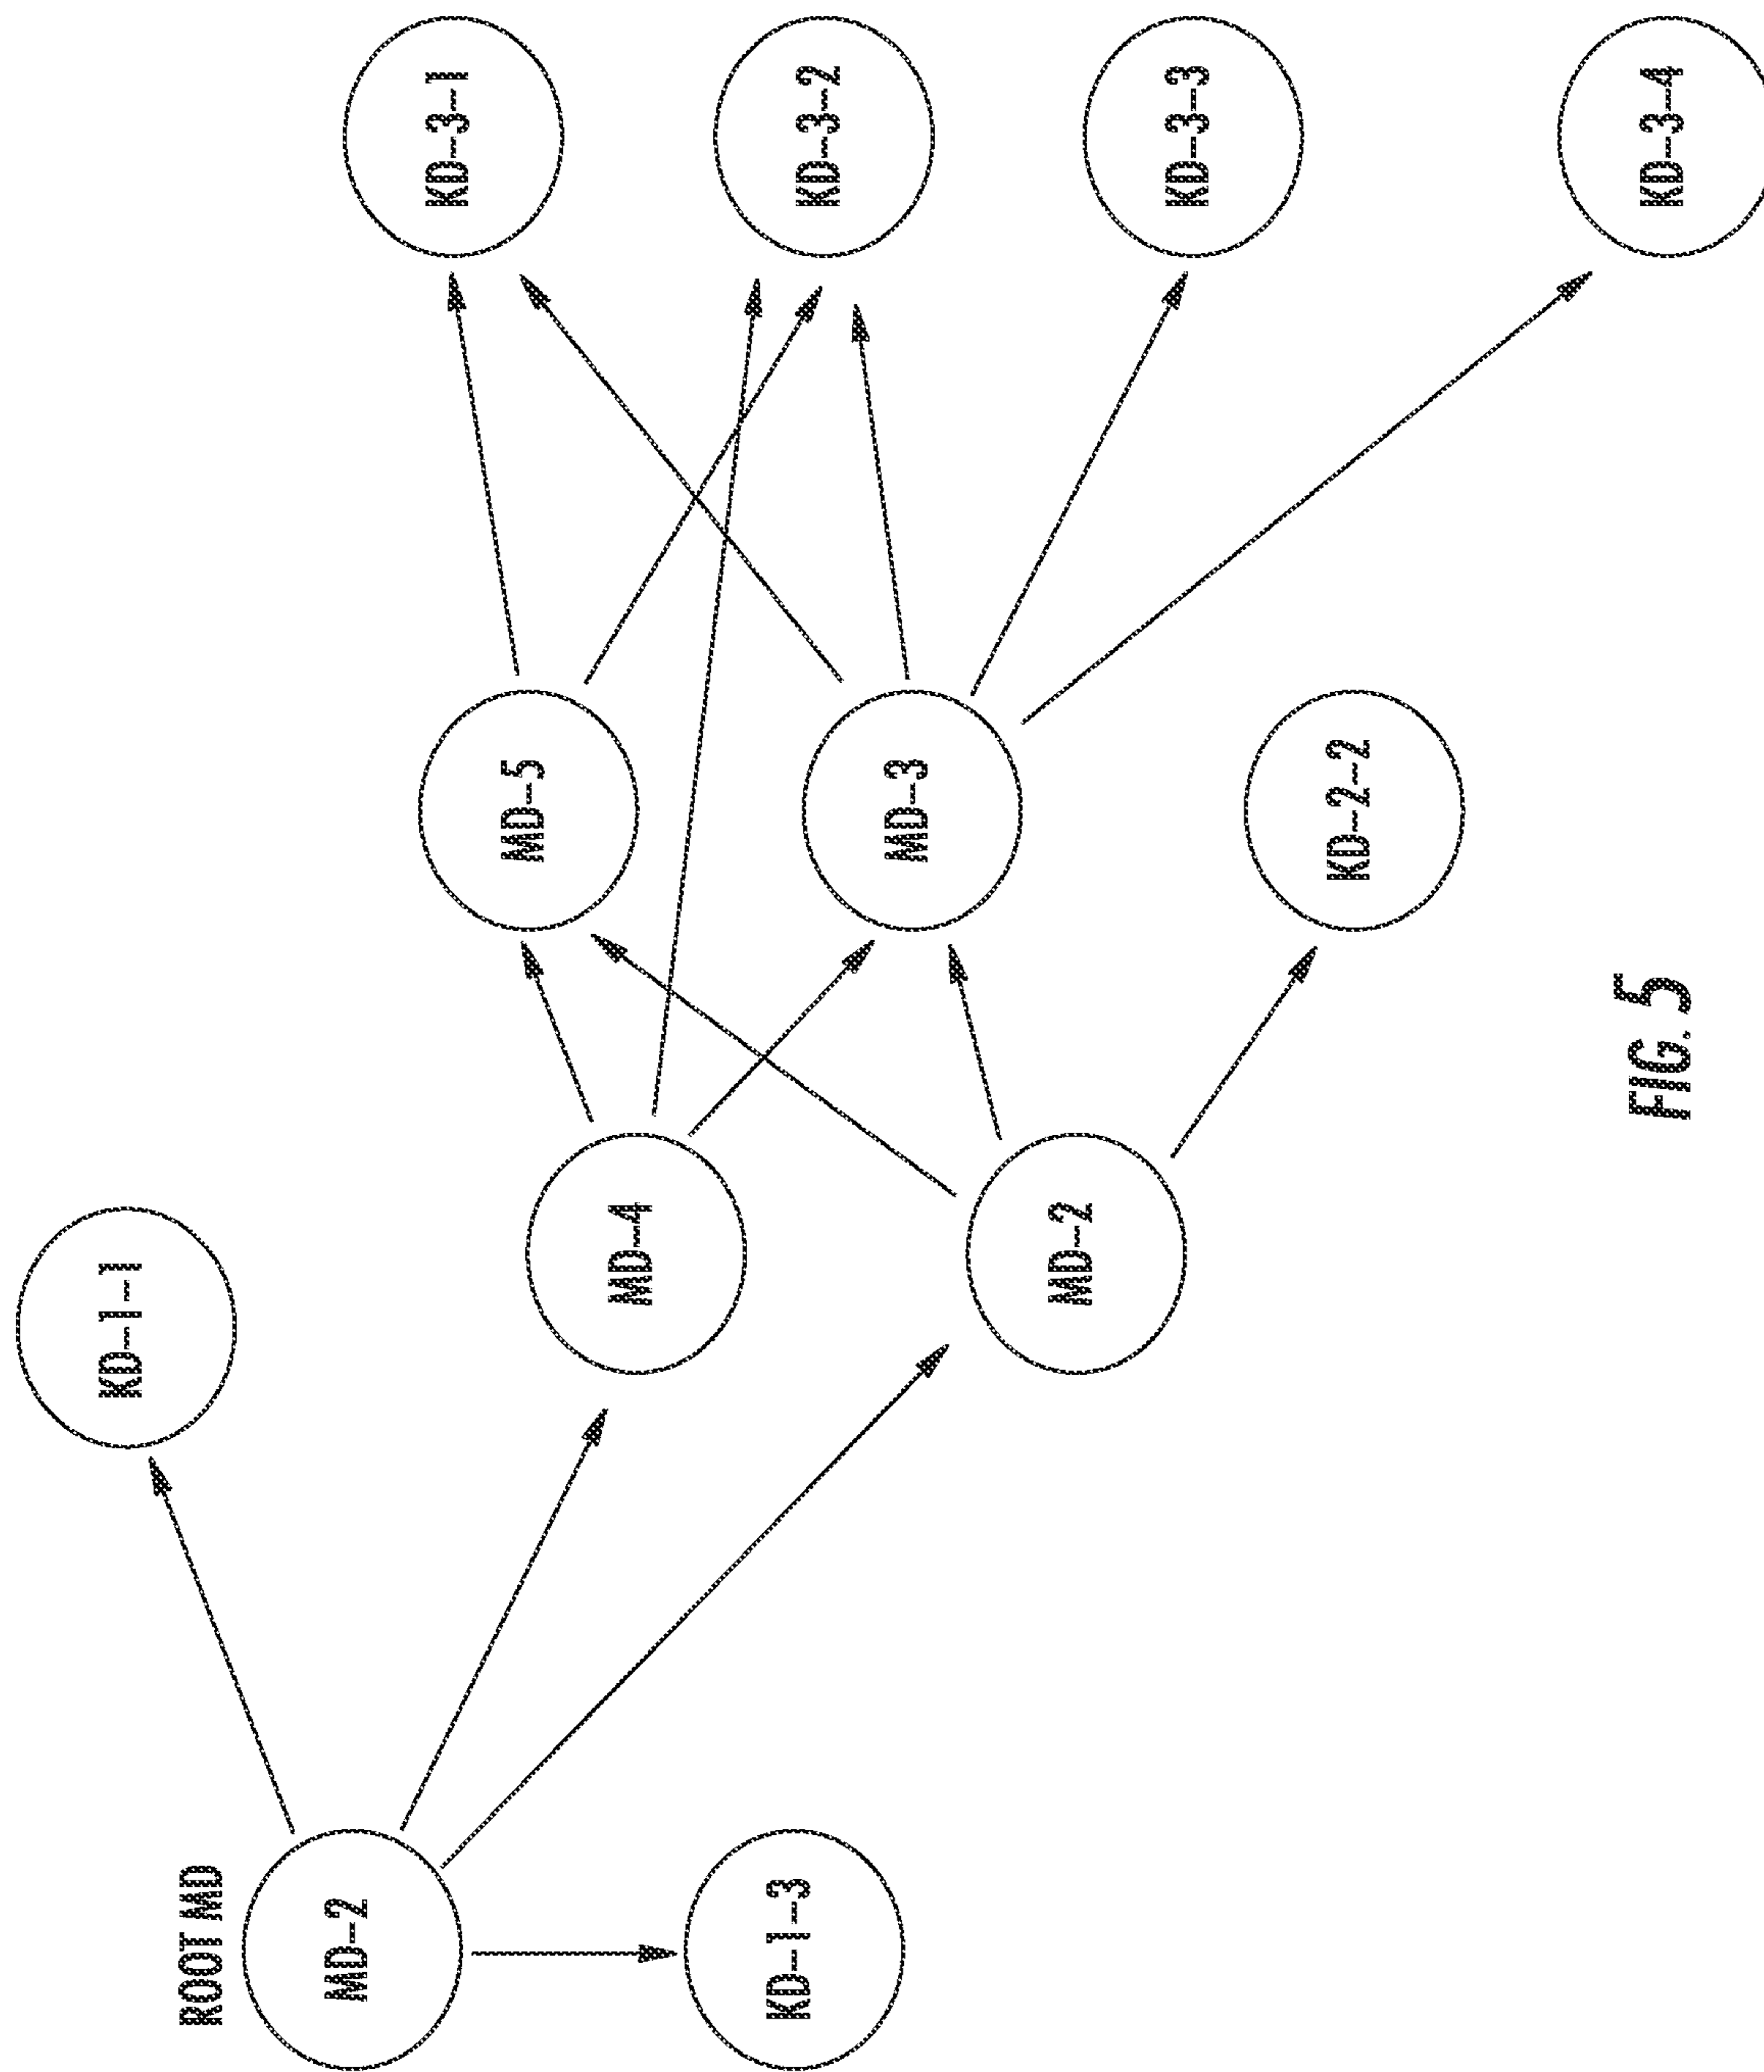 KD-1-1
ROOT MD
MD-2
KD-3-1
MD-5
MD-4
KD-1-3
KD-3-2
MD-3
MD-2
KD-3-3
KD-2-2
KD-3-4
FIG. 5